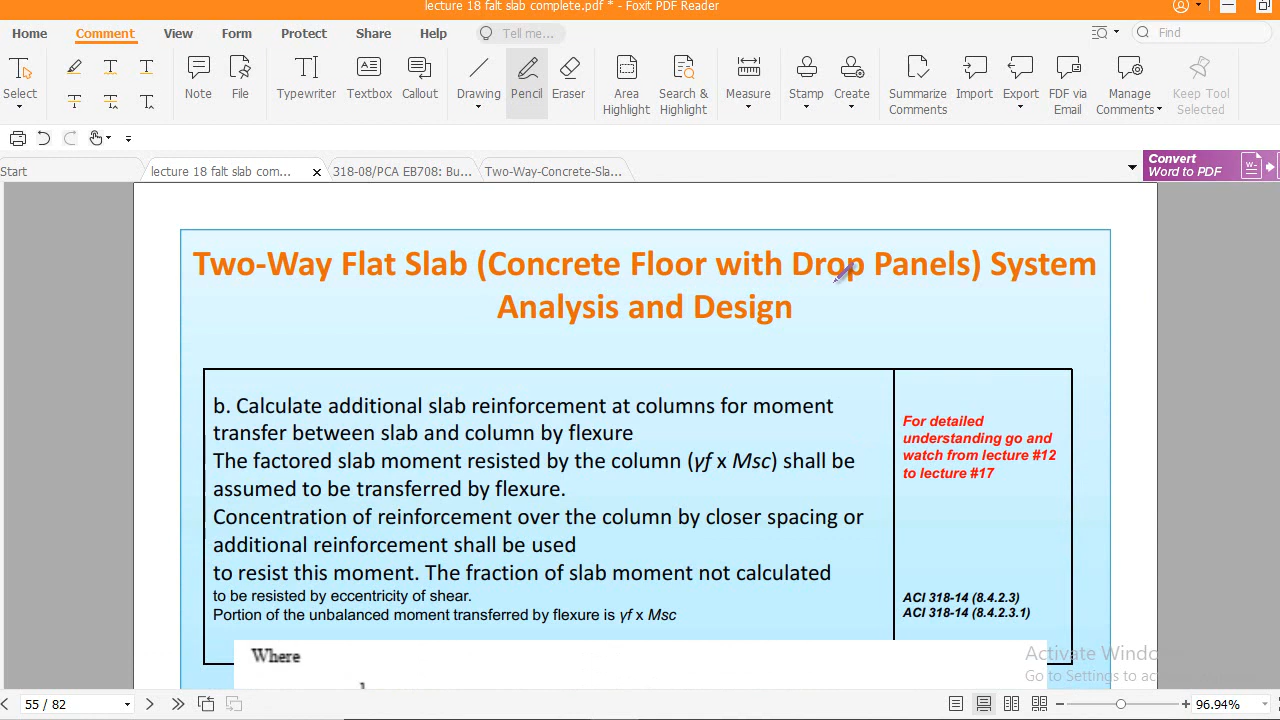 lecture 18 falt slab complete.pdf * - Foxit PDF Reader
Home Comment View Form Protect Share Help Tell me... Find
Select Note File Typewriter Textbox Callout Drawing Pencil Eraser Area Highlight Search & Highlight Measure Stamp Create Summarize Comments Import Export FDF via Email Manage Comments Keep Tool Selected
Start lecture 18 falt slab com... 318-08/PCA EB708: Bu... Two-Way-Concrete-Sla...
Convert
Word to PDF
Two-Way Flat Slab (Concrete Floor with Drop Panels) System
Analysis and Design
b. Calculate additional slab reinforcement at columns for moment
transfer between slab and column by flexure
The factored slab moment resisted by the column (γf x Msc) shall be
assumed to be transferred by flexure.
Concentration of reinforcement over the column by closer spacing or
additional reinforcement shall be used
to resist this moment. The fraction of slab moment not calculated
to be resisted by eccentricity of shear.
Portion of the unbalanced moment transferred by flexure is γf x Msc
For detailed
understanding go and
watch from lecture #12
to lecture #17
ACI 318-14 (8.4.2.3)
ACI 318-14 (8.4.2.3.1)
Where
Activate Windo
Go to Settings to ac
55 / 82
96.94%